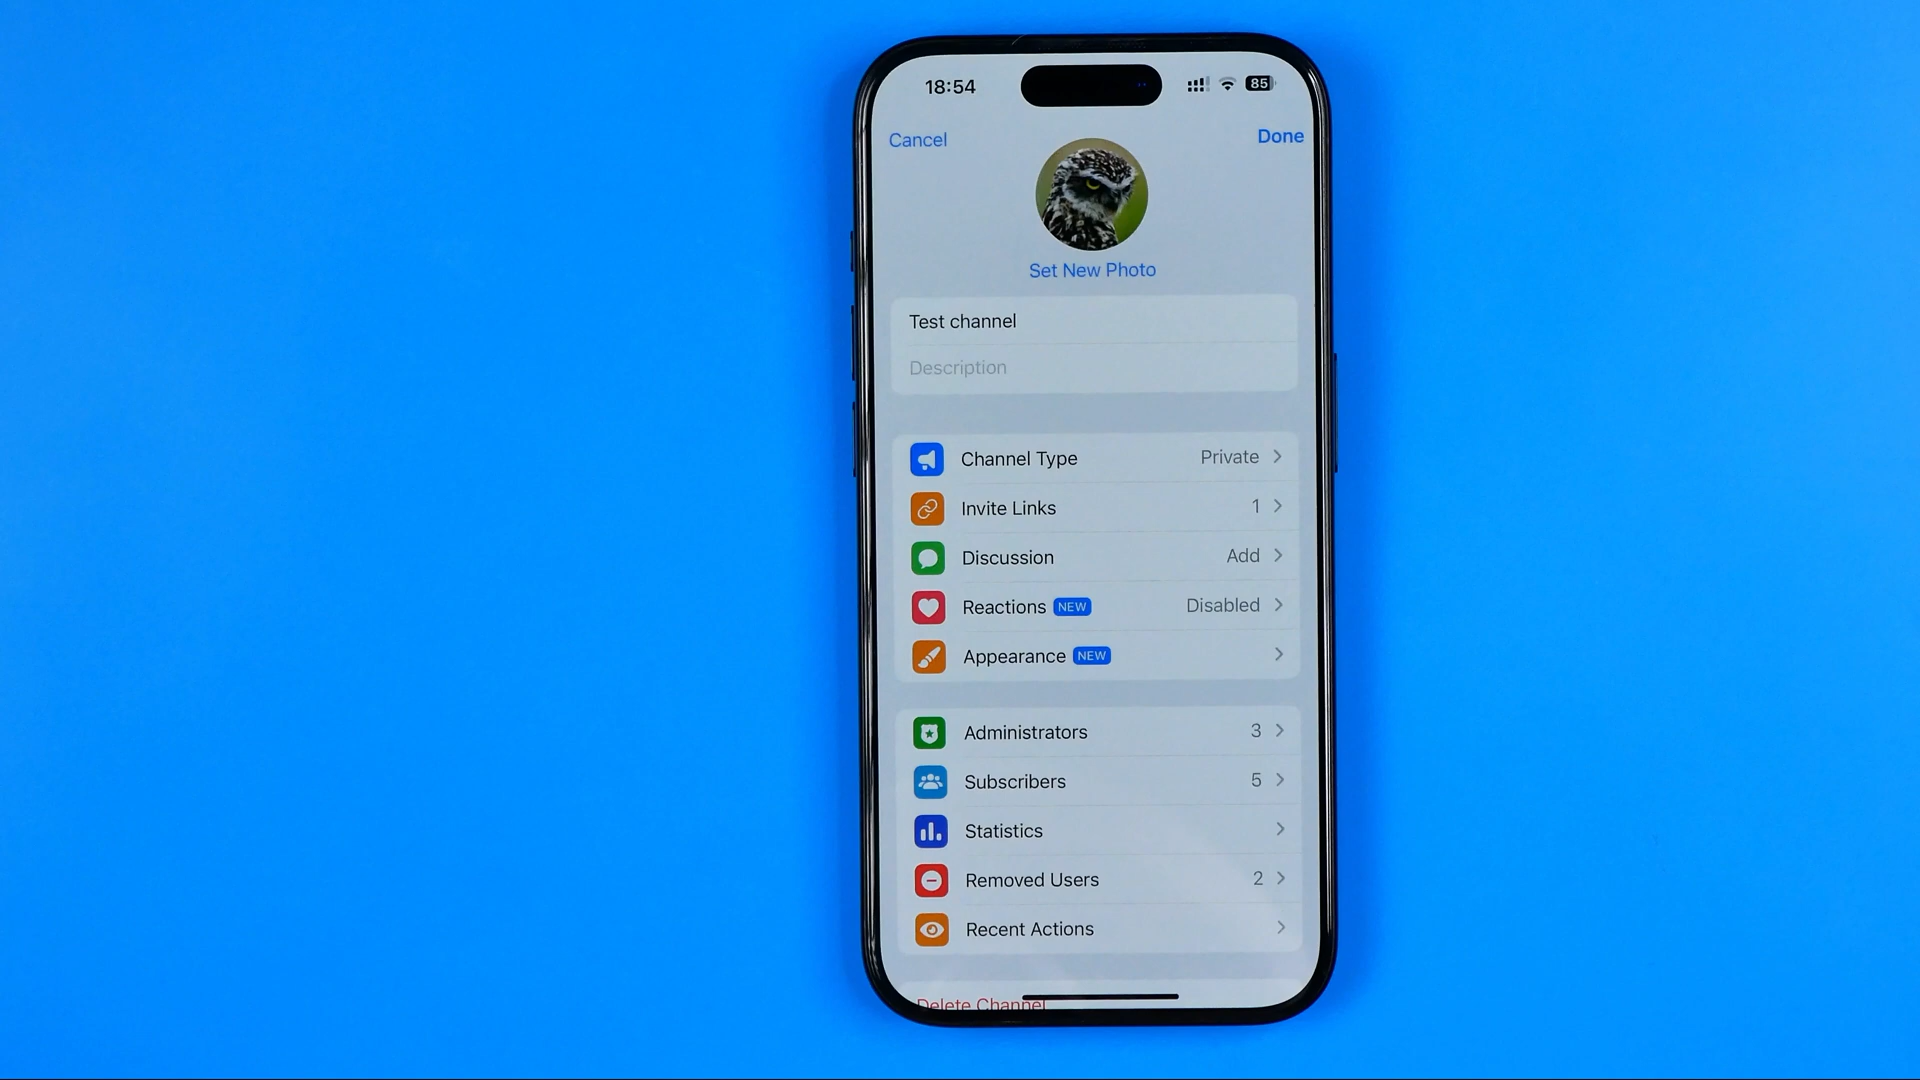 18:54 85
Cancel Done
Set New Photo
Test channel
Description
Channel Type Private
Invite Links 1
Discussion Add
Reactions NEW Disabled
Appearance NEW
Administrators 3
Subscribers 5
Statistics
Removed Users 2
Recent Actions
Delete Channel